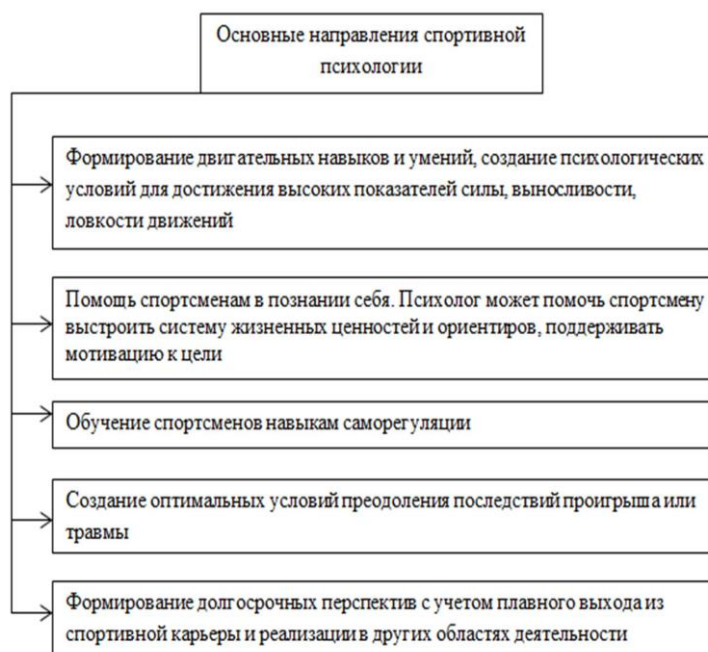 Основные направления спортивной
психологии
Формирование двигательных навыков и умений, создание психологических
условий для достижения высоких показателей силы, выносливости,
ловкости движений
Помощь спортсменам в познании себя. Психолог может помочь спортсмену
выстроить систему жизненных ценностей и ориентиров, поддерживать
мотивацию к цели
Обучение спортсменов навыкам саморегуляции
Создание оптимальных условий преодоления последствий проигрыша или
травмы
Формирование долгосрочных перспектив с учетом плавного выхода из
спортивной карьеры и реализации в других областях деятельности